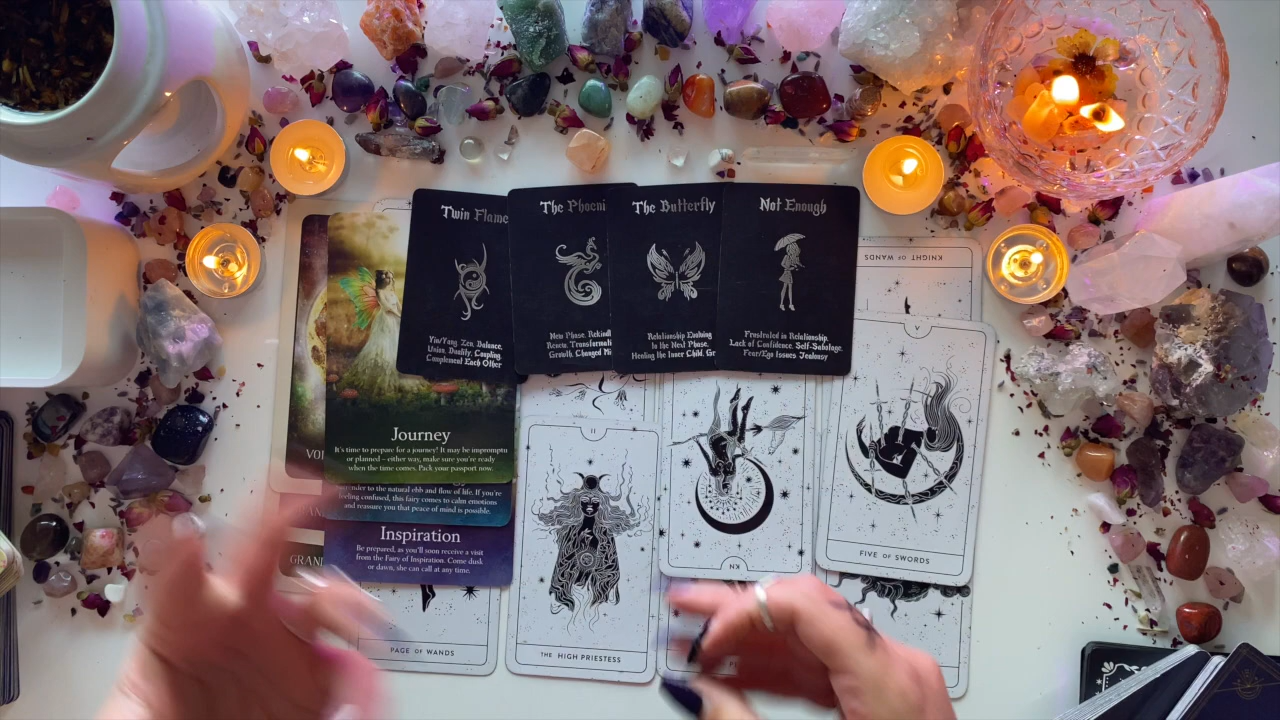 Twin Flame
The Phoeni
The Butterfly
Not Enough
Yin/Yang, Zen, Balance,
Union, Duality, Coupling,
Complement Each Other
New Phase, Rekindl
Renew, Transformati
Growth, Changed Mi
Relationship Evolving
to the Next Phase,
Healing the Inner Child, Gr
Frustrated in Relationship,
Lack of Confidence, Self-Sabotage,
Fear/Ego Issues Jealousy
KNIGHT OF WANDS
V
Journey
It's time to prepare for a journey! It may be impromptu
or planned – either way, make sure you're ready
when the time comes. Pack your passport now.
VOI
ender to the natural ebb and flow of life. If you're
feeling confused, this fairy comes to calm emotions
and reassure you that peace of mind is possible.
Inspiration
Be prepared, as you'll soon receive a visit
from the Fairy of Inspiration. Come dusk
or dawn, she can call at any time.
GRAN
II
PAGE OF WANDS
THE HIGH PRIESTESS
KN
FIVE OF SWORDS